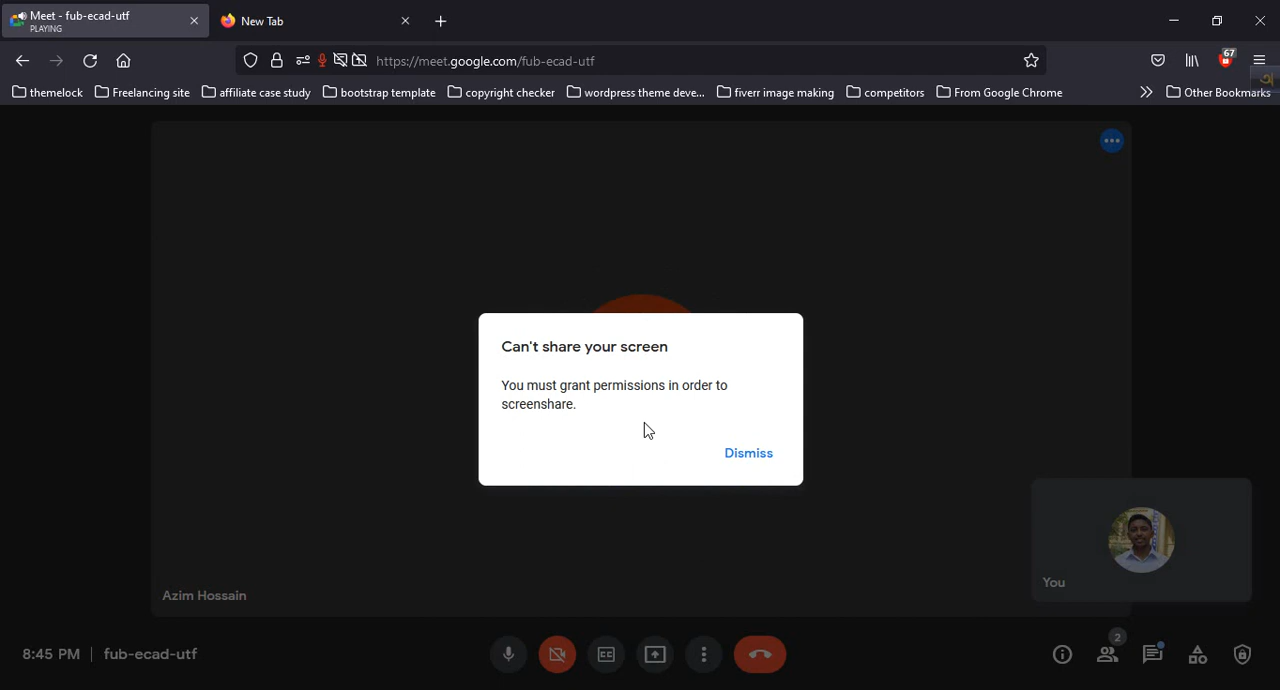 Meet - fub-ecad-utf
PLAYING
New Tab
https://meet.google.com/fub-ecad-utf
67
themelock
Freelancing site
affiliate case study
bootstrap template
copyright checker
wordpress theme deve...
fiverr image making
competitors
From Google Chrome
Other Bookmarks
অ
Can't share your screen
You must grant permissions in order to
screenshare.
Dismiss
You
Azim Hossain
8:45 PM | fub-ecad-utf
CC
2